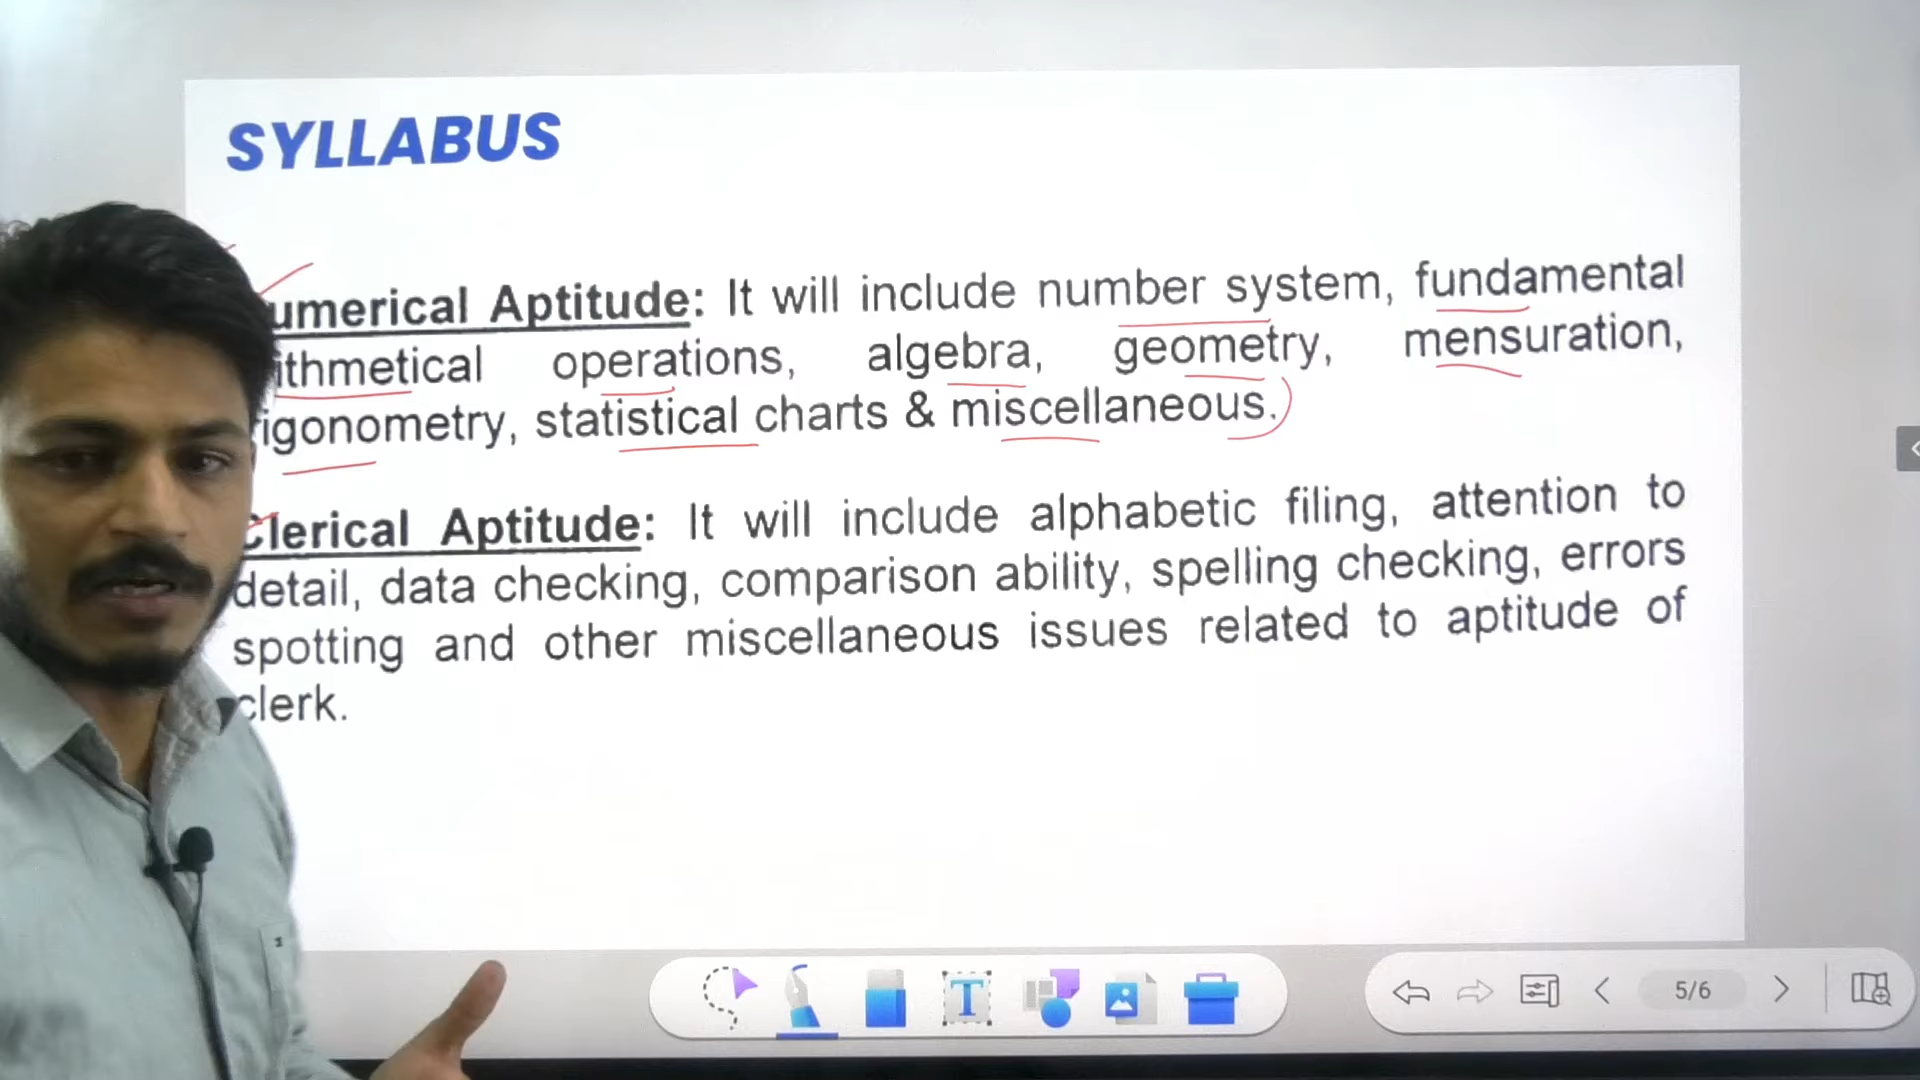 SYLLABUS
umerical Aptitude: It will include number system, fundamental
ithmetical operations, algebra, geometry, mensuration,
igonometry, statistical charts & miscellaneous.
Clerical Aptitude: It will include alphabetic filing, attention to
detail, data checking, comparison ability, spelling checking, errors
spotting and other miscellaneous issues related to aptitude of
clerk.
T
5/6